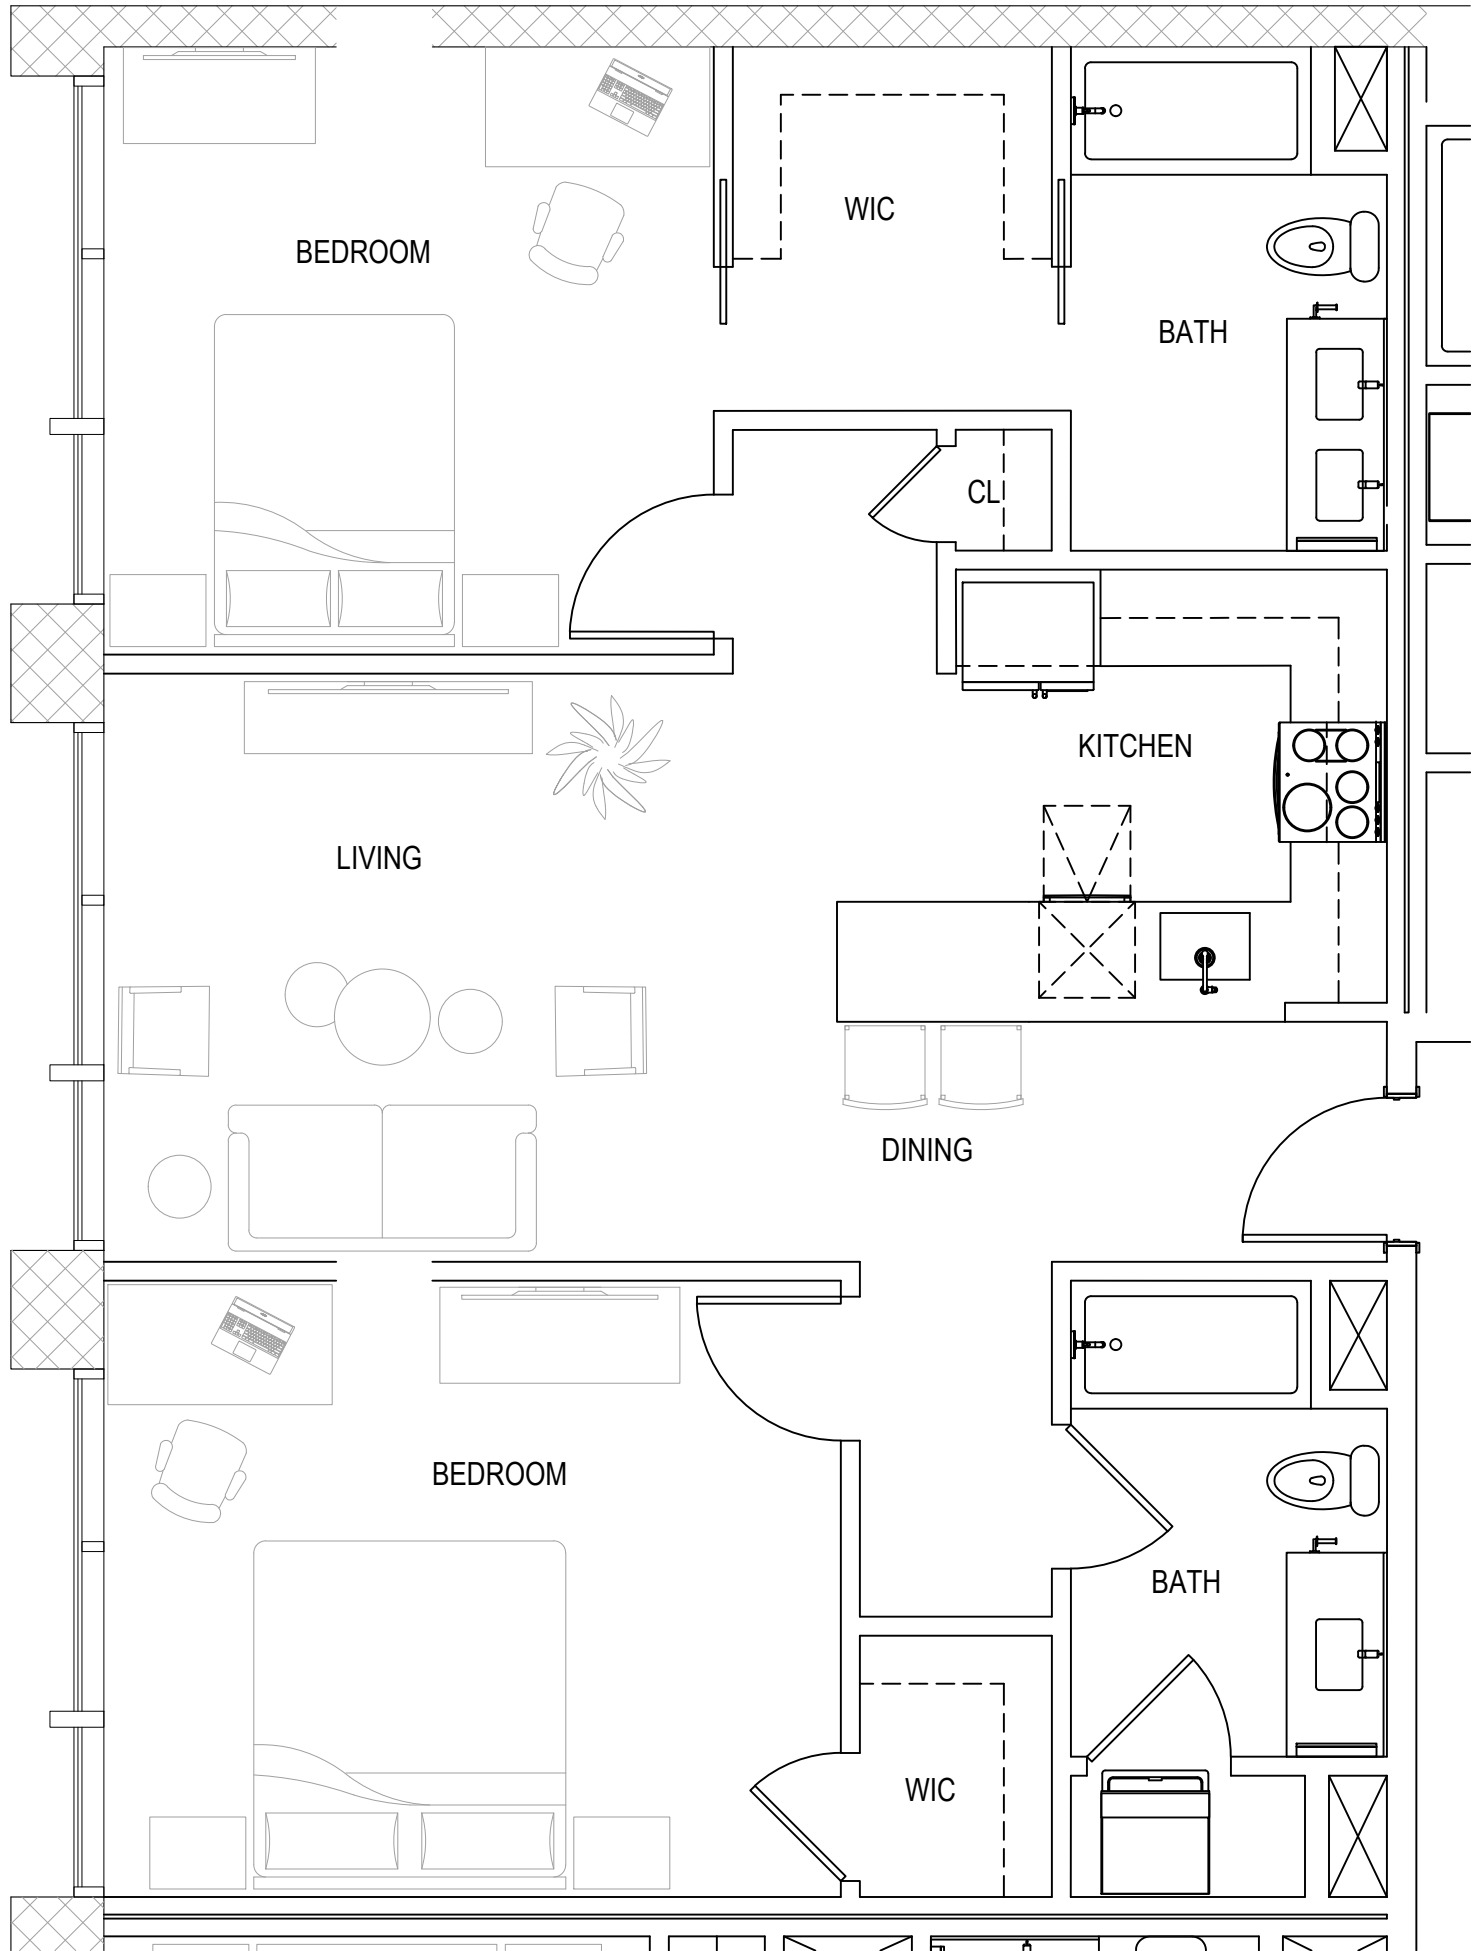 WIC
BEDROOM
BATH
CL
KITCHEN
LIVING
DINING
BEDROOM
BATH
WIC